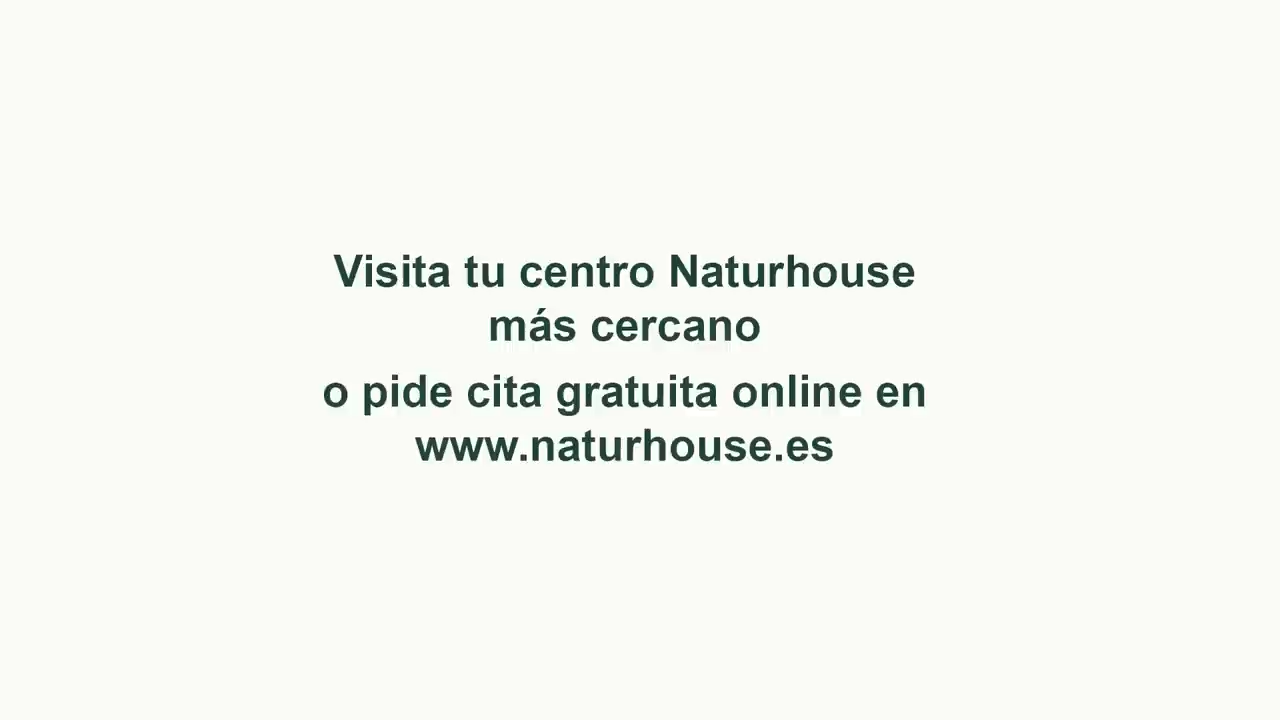 Visita tu centro Naturhouse
más cercano
o pide cita gratuita online en
www.naturhouse.es